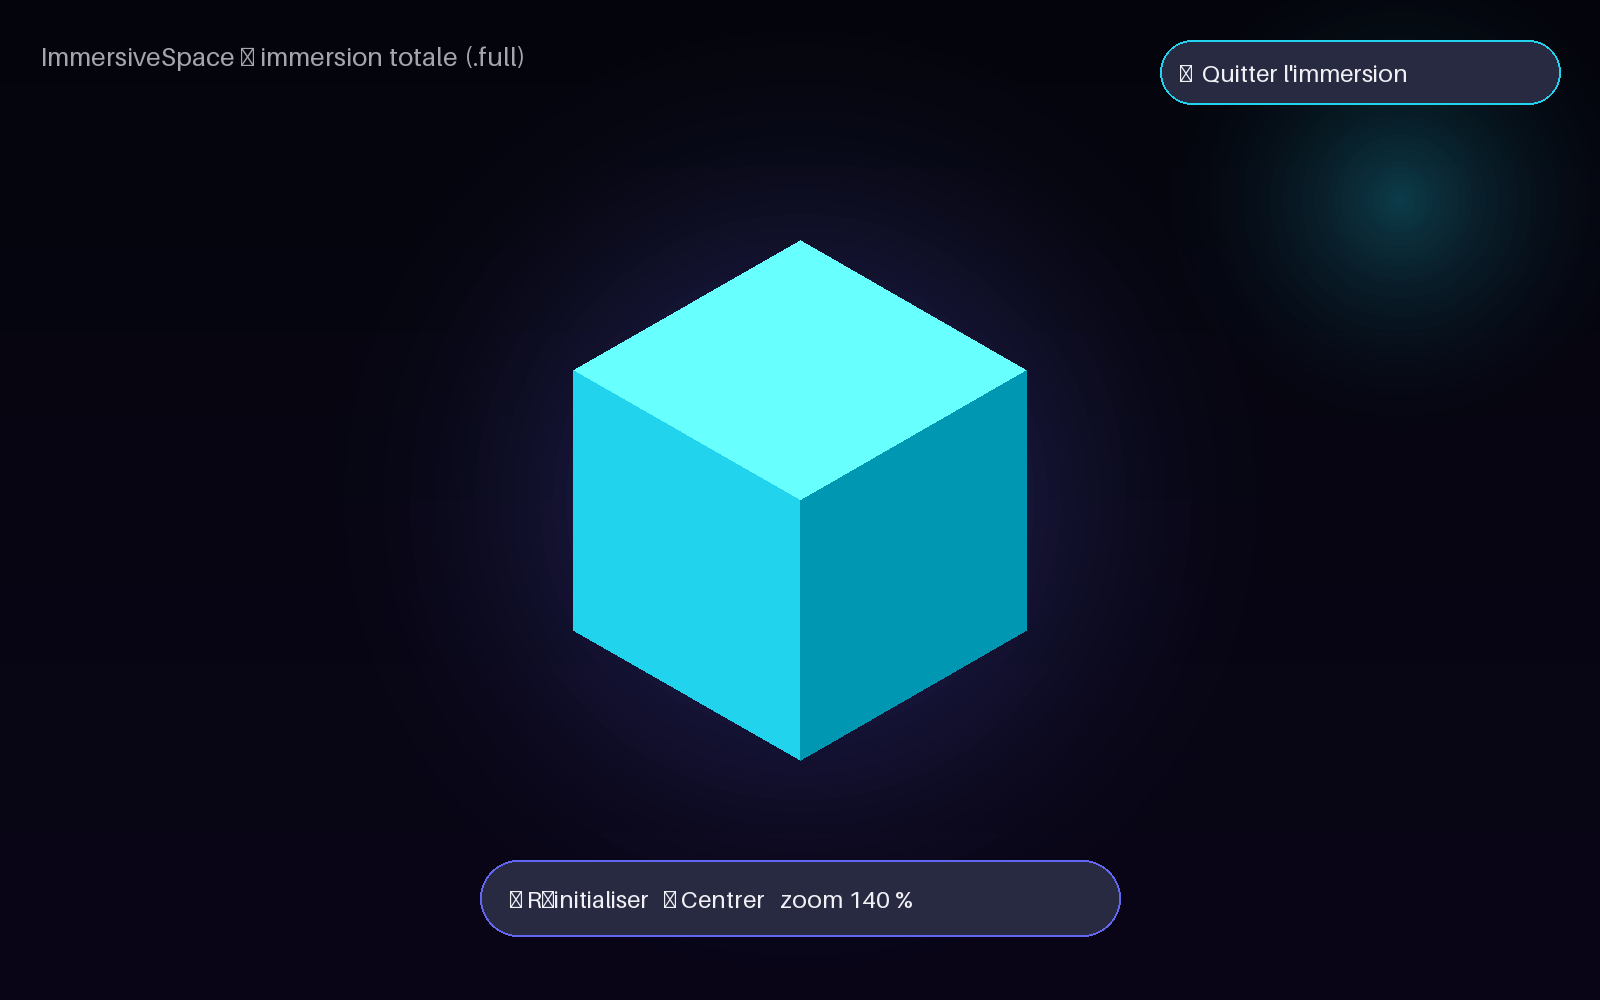 ImmersiveSpace ☒ immersion totale (.full)
☒ Quitter l'immersion
☒ R☒initialiser ☒ Centrer zoom 140 %